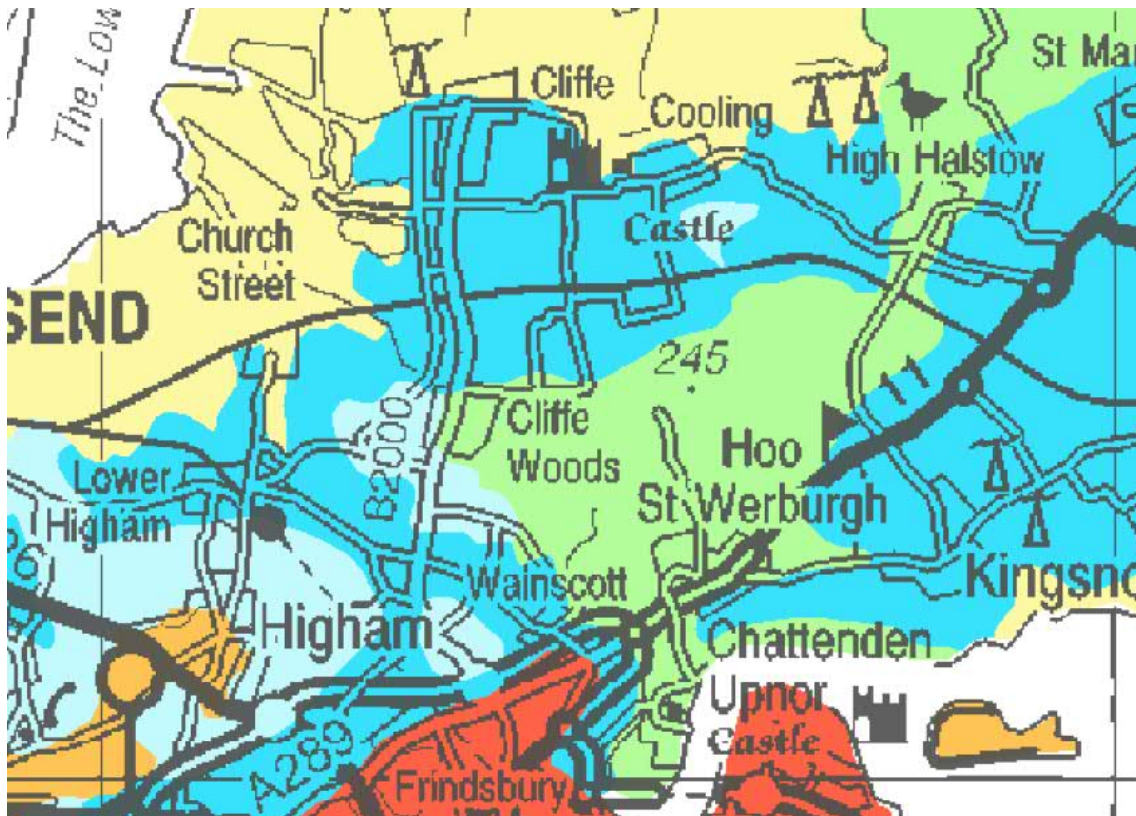 The Low
Cliffe
St Mar
Cooling
High Halstow
Church
Street
Castle
SEND
245
11
Cliffe
Woods
B2000
Hoo
St Werburgh
Lower
Higham
Wainscott
Kingsno
Higham
Chattenden
Upnor
Castle
A289
Frindsbury